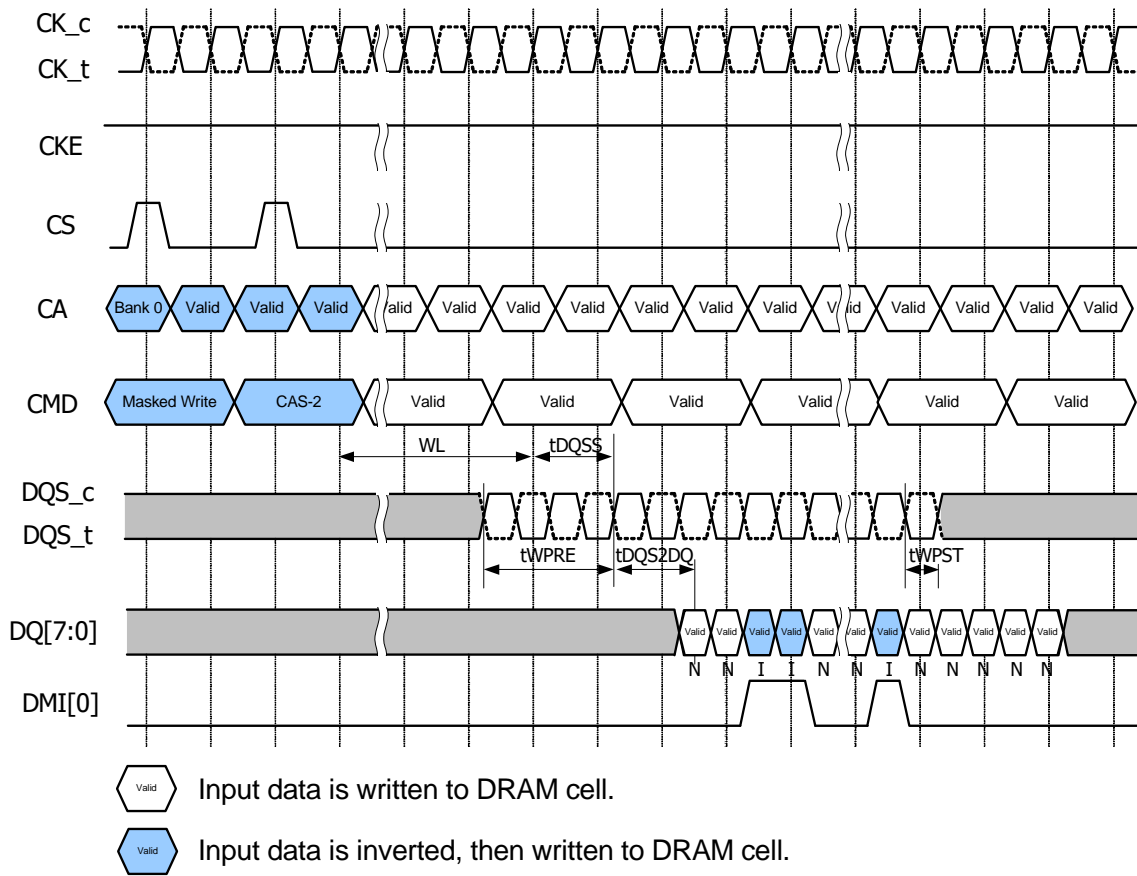 CK_c
CK_t
CKE
CS
CA Bank 0 Valid Valid Valid alid Valid Valid Valid Valid Valid Valid Valid Valid Valid Valid Valid
CMD Masked Write CAS-2 Valid Valid Valid Valid Valid Valid
WL tDQSS
DQS_c
DQS_t
tWPRE tDQS2DQ tWPST
DQ[7:0] Valid Valid Valid Valid Valid Valid Valid Valid Valid Valid Valid Valid
N N I I N N I N N N N N
DMI[0]
Valid Input data is written to DRAM cell.
Valid Input data is inverted, then written to DRAM cell.